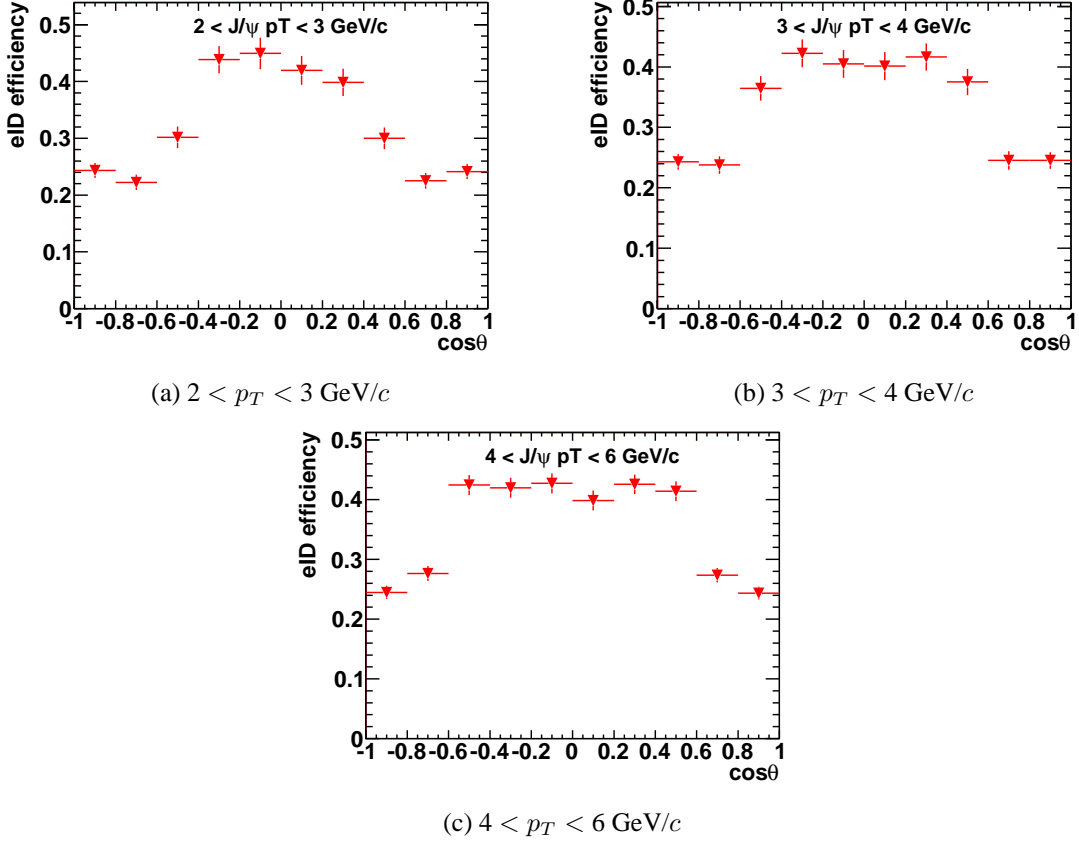 eID efficiency
2 < J/ψ pT < 3 GeV/c
0.5
0.4
0.3
0.2
0.1
0
-1 -0.8 -0.6 -0.4 -0.2 0 0.2 0.4 0.6 0.8 1
cosθ
(a) 2 < p_T < 3 GeV/c
eID efficiency
3 < J/ψ pT < 4 GeV/c
0.5
0.4
0.3
0.2
0.1
0
-1 -0.8 -0.6 -0.4 -0.2 0 0.2 0.4 0.6 0.8 1
cosθ
(b) 3 < p_T < 4 GeV/c
eID efficiency
4 < J/ψ pT < 6 GeV/c
0.5
0.4
0.3
0.2
0.1
0
-1 -0.8 -0.6 -0.4 -0.2 0 0.2 0.4 0.6 0.8 1
cosθ
(c) 4 < p_T < 6 GeV/c